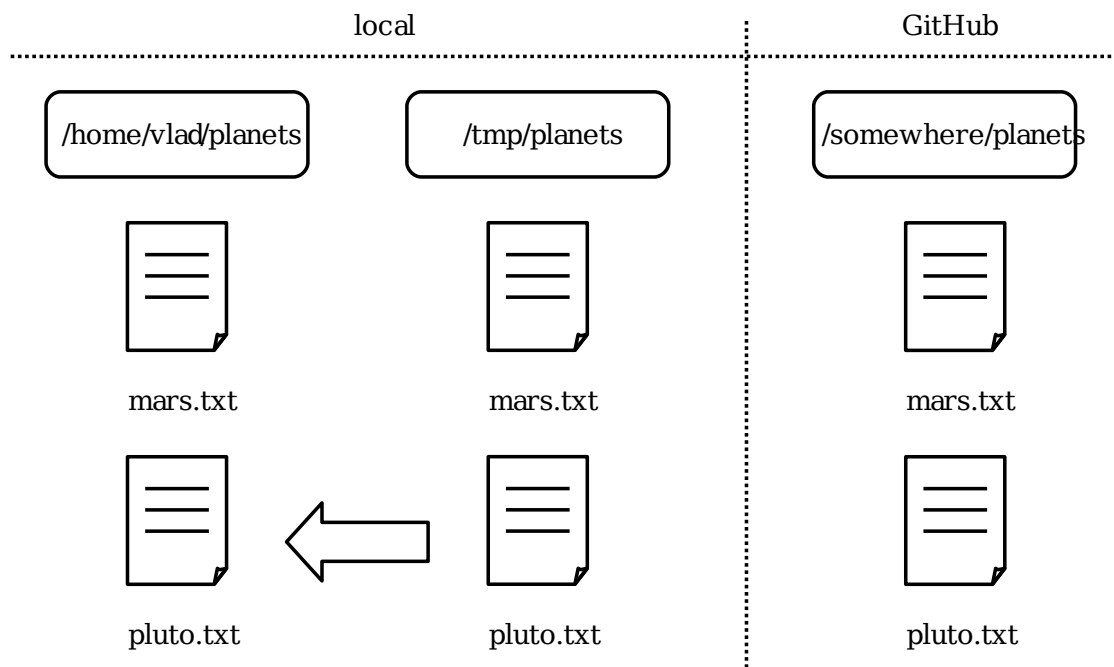 local
GitHub
/home/vlad/planets
/tmp/planets
/somewhere/planets
mars.txt
mars.txt
mars.txt
pluto.txt
pluto.txt
pluto.txt